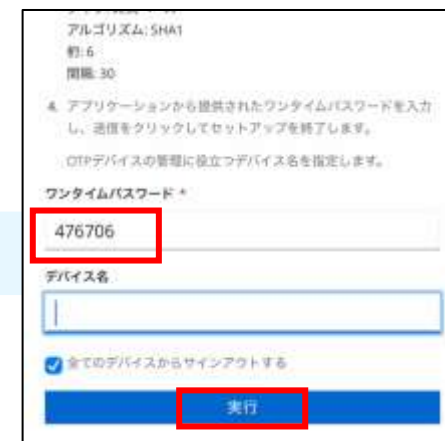 アルゴリズム: SHA1
桁: 6
間隔: 30
4. アプリケーションから提供されたワンタイムパスワードを入力
し、送信をクリックしてセットアップを終了します。
OTPデバイスの管理に役立つデバイス名を指定します。
ワンタイムパスワード *
476706
デバイス名
全てのデバイスからサインアウトする
実行